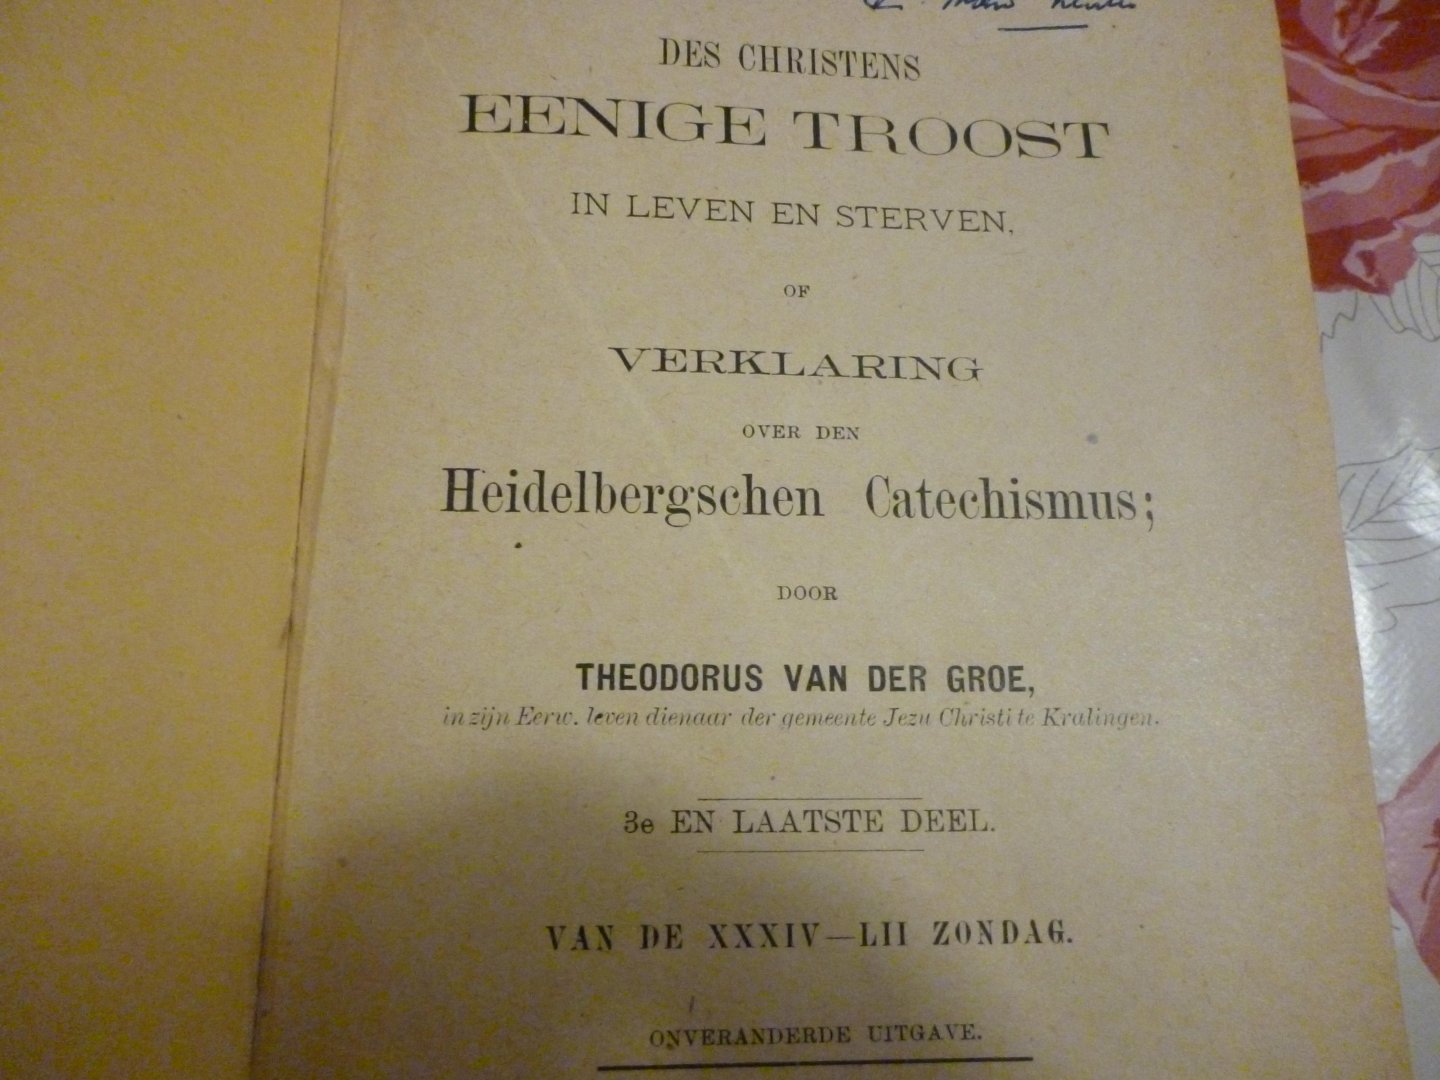 DES CHRISTENS
EENIGE TROOST
IN LEVEN EN STERVEN,
OF
VERKLARING
OVER DEN
Heidelbergschen Catechismus;
DOOR
THEODORUS VAN DER GROE,
in zijn Eerw. leven dienaar der gemeente Jezu Christi te Kralingen.
3e EN LAATSTE DEEL.
VAN DE XXXIV—LII ZONDAG.
ONVERANDERDE UITGAVE.